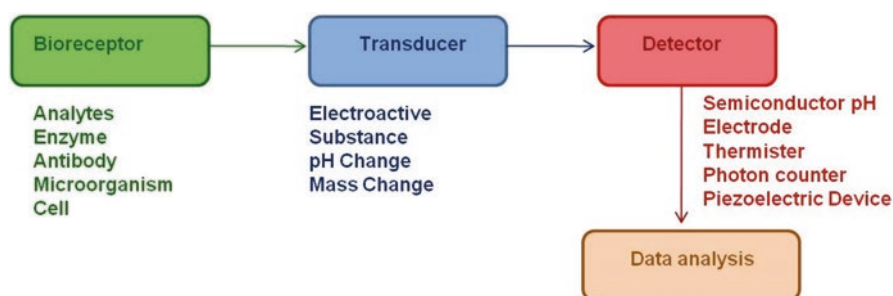 Bioreceptor
Analytes
Enzyme
Antibody
Microorganism
Cell
Transducer
Electroactive
Substance
pH Change
Mass Change
Detector
Semiconductor pH
Electrode
Thermister
Photon counter
Piezoelectric Device
Data analysis